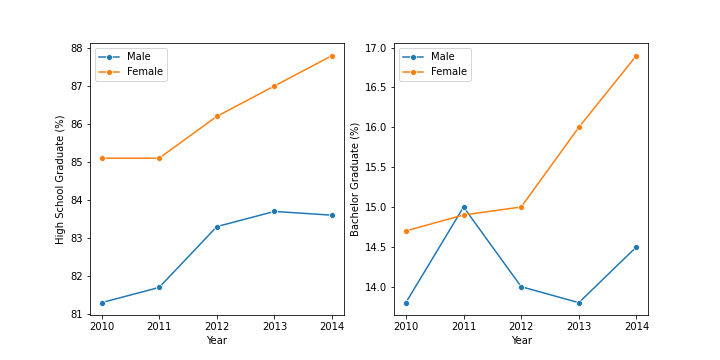 High School Graduate (%)
88
87
86
85
84
83
82
81
Male
Female
2010 2011 2012 2013 2014
Year
Bachelor Graduate (%)
17.0
16.5
16.0
15.5
15.0
14.5
14.0
Male
Female
2010 2011 2012 2013 2014
Year